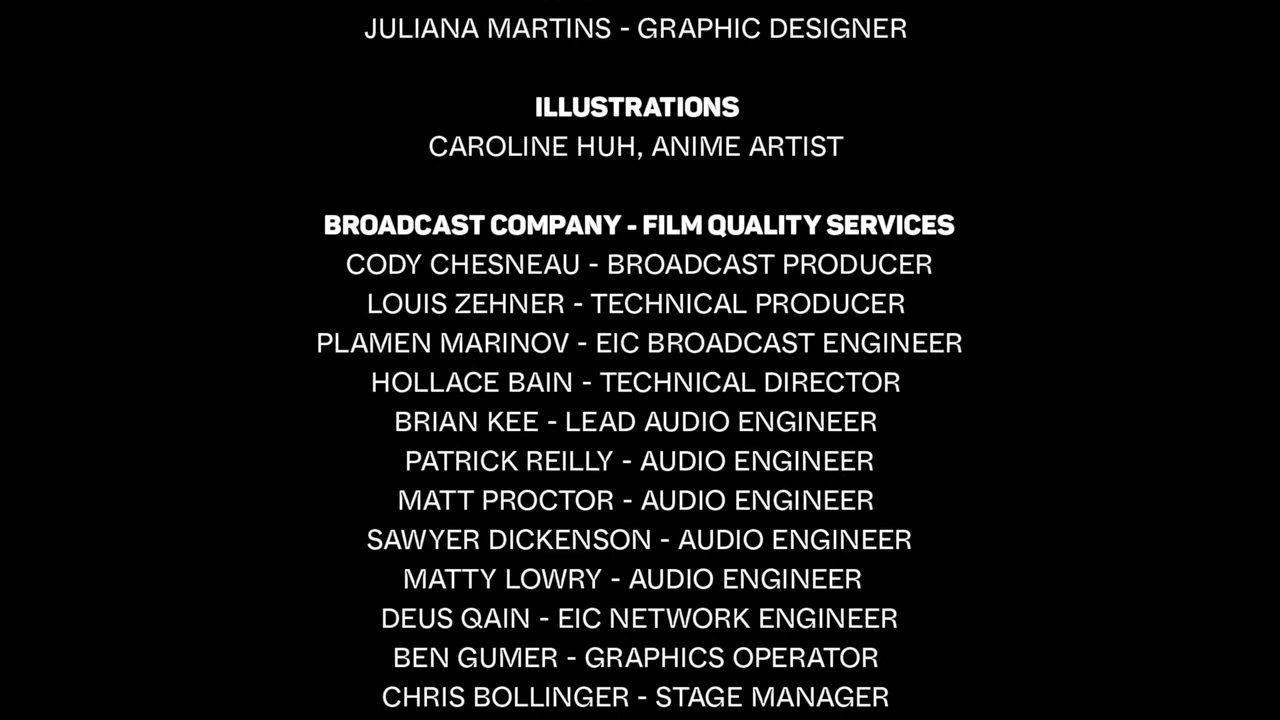 JULIANA MARTINS - GRAPHIC DESIGNER
ILLUSTRATIONS
CAROLINE HUH, ANIME ARTIST
BROADCAST COMPANY - FILM QUALITY SERVICES
CODY CHESNEAU - BROADCAST PRODUCER
LOUIS ZEHNER - TECHNICAL PRODUCER
PLAMEN MARINOV - EIC BROADCAST ENGINEER
HOLLACE BAIN - TECHNICAL DIRECTOR
BRIAN KEE - LEAD AUDIO ENGINEER
PATRICK REILLY - AUDIO ENGINEER
MATT PROCTOR - AUDIO ENGINEER
SAWYER DICKENSON - AUDIO ENGINEER
MATTY LOWRY - AUDIO ENGINEER
DEUS QAIN - EIC NETWORK ENGINEER
BEN GUMER - GRAPHICS OPERATOR
CHRIS BOLLINGER - STAGE MANAGER